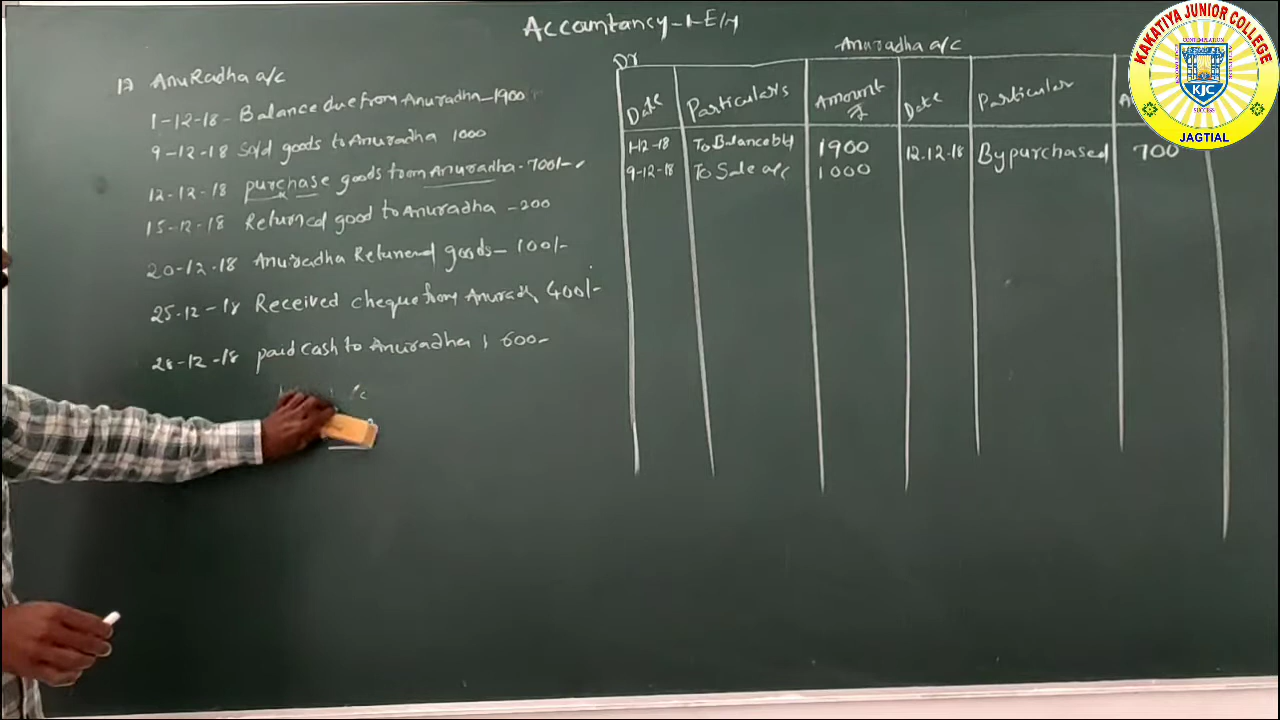 Accamtancy-I-E/M
1) AnuRadha a/c
1-12-18- Balance due from Anuradha-1900
9-12-18 Sold goods to Anuradha 1000
12-12-18 purchase goods from Anuradha-700/-
15-12-18 Returned good to Anuradha -200
20-12-18 Anuradha Returned goods- 100/-
25-12-18 Received cheque from Anuradh, 400/-
28-12-18 paid cash to Anuradha, 600-
Dr Anuradha a/c
Date Particulars Amount ₹ Date Particular A
1-12-18 To Balance b/d 1900 12.12-18 By purchased 700
9-12-18 To Sale a/c 1000
KAKATIYA JUNIOR COLLEGE
CONTEMPLATION
KJC
SUCCESS
JAGTIAL